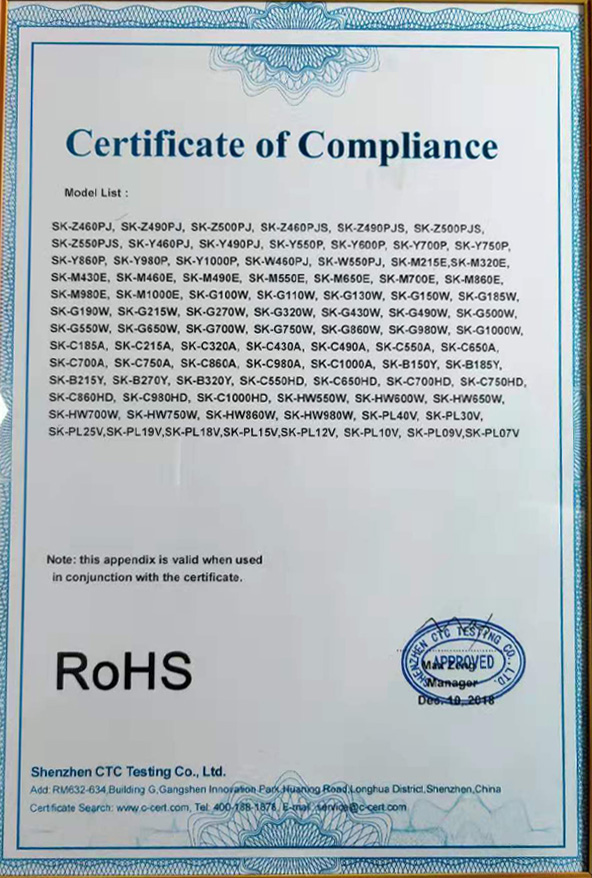 Certificate of Compliance
Model List :
SK-Z460PJ, SK-Z490PJ, SK-Z500PJ, SK-Z460PJS, SK-Z490PJS, SK-Z500PJS,
SK-Z550PJS, SK-Y460PJ, SK-Y490PJ, SK-Y550P, SK-Y600P, SK-Y700P, SK-Y750P,
SK-Y860P, SK-Y980P, SK-Y1000P, SK-W460PJ, SK-W550PJ, SK-M215E,SK-M320E,
SK-M430E, SK-M460E, SK-M490E, SK-M550E, SK-M650E, SK-M700E, SK-M860E,
SK-M980E, SK-M1000E, SK-G100W, SK-G110W, SK-G130W, SK-G150W, SK-G185W,
SK-G190W, SK-G215W, SK-G270W, SK-G320W, SK-G430W, SK-G490W, SK-G500W,
SK-G550W, SK-G650W, SK-G700W, SK-G750W, SK-G860W, SK-G980W, SK-G1000W,
SK-C185A, SK-C215A, SK-C320A, SK-C430A, SK-C490A, SK-C550A, SK-C650A,
SK-C700A, SK-C750A, SK-C860A, SK-C980A, SK-C1000A, SK-B150Y, SK-B185Y,
SK-B215Y, SK-B270Y, SK-B320Y, SK-C550HD, SK-C650HD, SK-C700HD, SK-C750HD,
SK-C860HD, SK-C980HD, SK-C1000HD, SK-HW550W, SK-HW600W, SK-HW650W,
SK-HW700W, SK-HW750W, SK-HW860W, SK-HW980W, SK-PL40V, SK-PL30V,
SK-PL25V,SK-PL19V,SK-PL18V,SK-PL15V,SK-PL12V, SK-PL10V, SK-PL09V,SK-PL07V
Note: this appendix is valid when used
in conjunction with the certificate.
RoHS
SHENZHEN CTC TESTING CO., LTD.
APPROVED
Max Zeng
Manager
Dec. 10, 2018
Shenzhen CTC Testing Co., Ltd.
Add: RM632-634,Building G,Gangshen Innovation Park,Huaning Road,Longhua District,Shenzhen,China
Certificate Search: www.c-cert.com, Tel: 400-188-1878, E-mail: service@c-cert.com